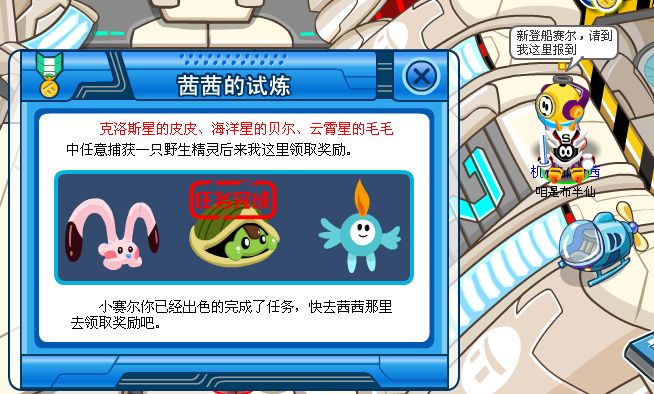 新登船赛尔，请到
我这里报到
茜茜的试炼
克洛斯星的皮皮、海洋星的贝尔、云霄星的毛毛
中任意捕获一只野生精灵后来我这里领取奖励。
任务完成
小赛尔你已经出色的完成了任务，快去茜茜那里
去领取奖励吧。
咱是布半仙